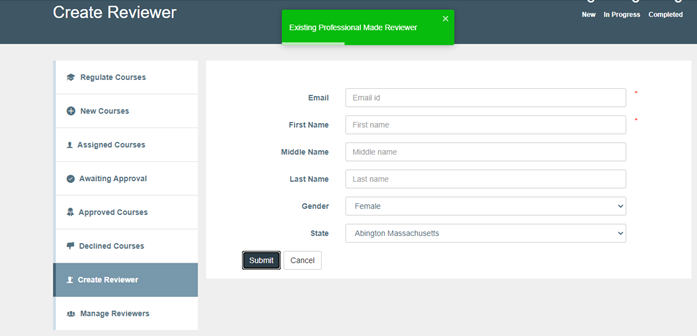 Create Reviewer
New In Progress Completed
Existing Professional Made Reviewer
×
Regulate Courses
New Courses
Assigned Courses
Awaiting Approval
Approved Courses
Declined Courses
Create Reviewer
Manage Reviewers
Email Email id *
First Name First name *
Middle Name Middle name
Last Name Last name
Gender Female
State Abington Massachusetts
Submit Cancel